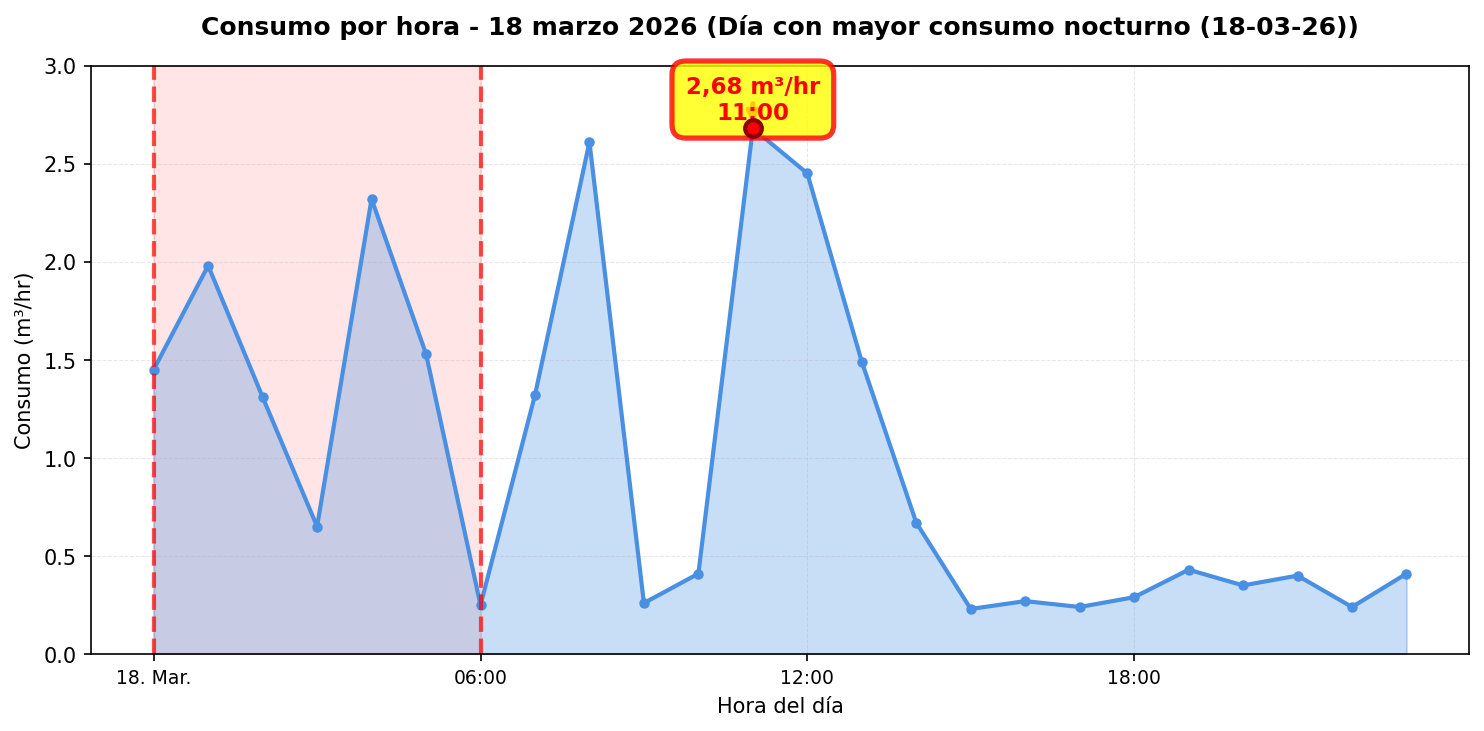 Consumo por hora - 18 marzo 2026 (Día con mayor consumo nocturno (18-03-26))
2,68 m³/hr
11:00
Consumo (m³/hr)
3.0
2.5
2.0
1.5
1.0
0.5
0.0
18. Mar.
06:00
12:00
18:00
Hora del día